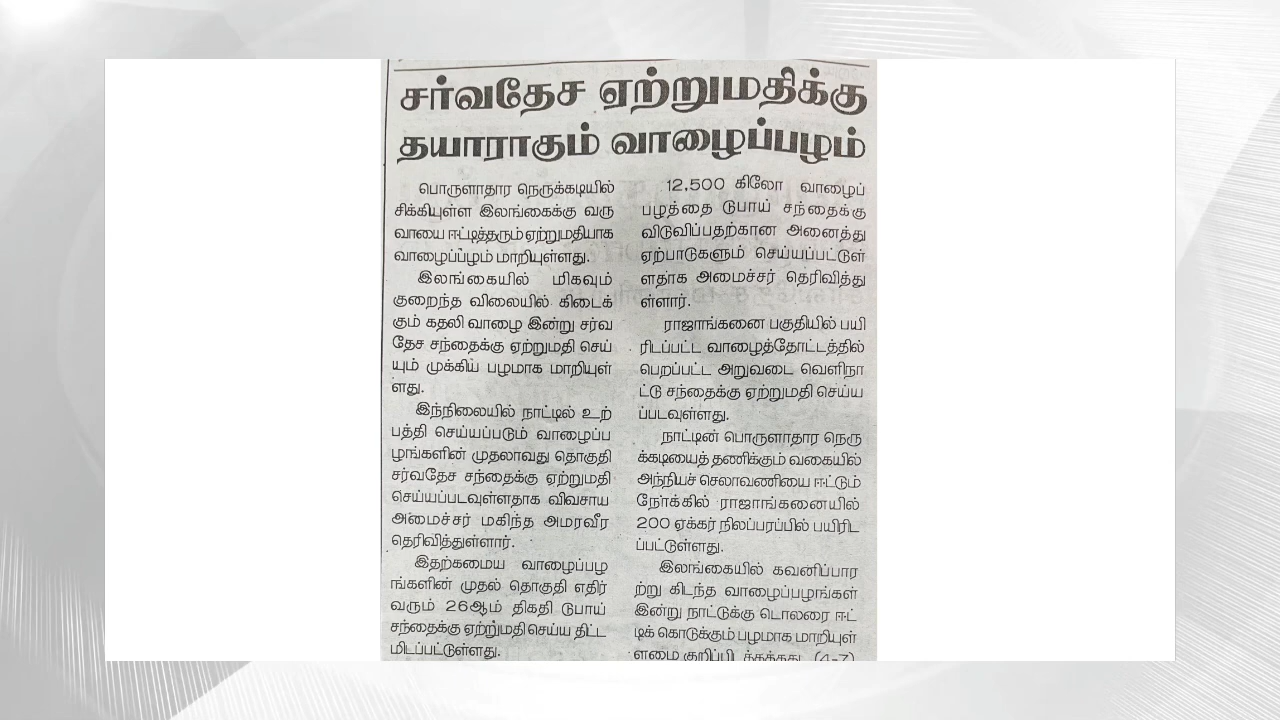 சர்வதேச ஏற்றுமதிக்கு
தயாராகும் வாழைப்பழம்
பொருளாதார நெருக்கடியில்
சிக்கியுள்ள இலங்கைக்கு வரு
வாயை ஈட்டித்தரும் ஏற்றுமதியாக
வாழைப்பழம் மாறியுள்ளது.
இலங்கையில் மிகவும்
குறைந்த விலையில் கிடைக்
கும் கதலி வாழை இன்று சர்வ
தேச சந்தைக்கு ஏற்றுமதி செய்
யும் முக்கிய பழமாக மாறியுள்
ளது.
இந்நிலையில் நாட்டில் உற்
பத்தி செய்யப்படும் வாழைப்ப
ழங்களின் முதலாவது தொகுதி
சர்வதேச சந்தைக்கு ஏற்றுமதி
செய்யப்படவுள்ளதாக விவசாய
அமைச்சர் மகிந்த அமரவீர
தெரிவித்துள்ளார்.
இதற்கமைய வாழைப்பழ
ங்களின் முதல் தொகுதி எதிர்
வரும் 26ஆம் திகதி டுபாய்
சந்தைக்கு ஏற்றுமதி செய்ய திட்ட
மிடப்பட்டுள்ளது.
12,500 கிலோ வாழைப்
பழத்தை டுபாய் சந்தைக்கு
விடுவிப்பதற்கான அனைத்து
ஏற்பாடுகளும் செய்யப்பட்டுள்
ளதாக அமைச்சர் தெரிவித்து
ள்ளார்.
ராஜாங்கனை பகுதியில் பயி
ரிடப்பட்ட வாழைத்தோட்டத்தில்
பெறப்பட்ட அறுவடை வெளிநா
ட்டு சந்தைக்கு ஏற்றுமதி செய்ய
ப்படவுள்ளது.
நாட்டின் பொருளாதார நெரு
க்கடியைத் தணிக்கும் வகையில்
அந்நியச் செலாவணியை ஈட்டும்
நோக்கில் ராஜாங்கனையில்
200 ஏக்கர் நிலப்பரப்பில் பயிரிட
ப்பட்டுள்ளது.
இலங்கையில் கவனிப்பார
ற்று கிடந்த வாழைப்பழங்கள்
இன்று நாட்டுக்கு டொலரை ஈட்
டிக் கொடுக்கும் பழமாக மாறியுள்
ளமை குறிப்பிடத்தக்கது. (4-7)